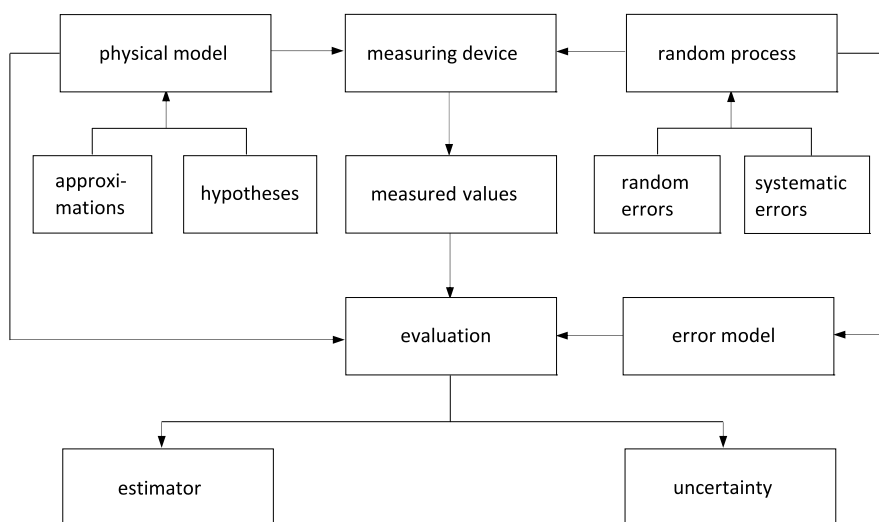 physical model
measuring device
random process
approxi-
mations
hypotheses
measured values
random
errors
systematic
errors
evaluation
error model
estimator
uncertainty